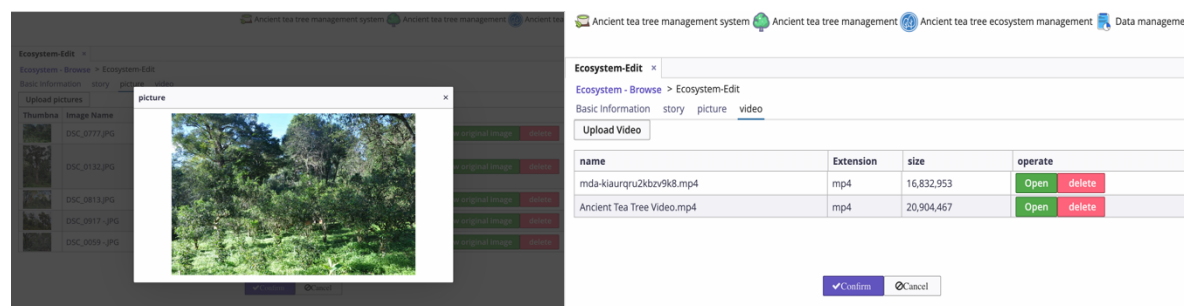 Ancient tea tree management system Ancient tea tree management Ancient tea
Ecosystem-Edit ×
Ecosystem - Browse > Ecosystem-Edit
Basic Information story picture video
Upload pictures
picture ×
Thumbna Image Name
DSC_0777.JPG original image delete
DSC_0132.JPG original image delete
DSC_0813.JPG original image delete
DSC_0917 -.JPG original image delete
DSC_0059 -.JPG original image delete
Confirm Cancel
Ancient tea tree management system Ancient tea tree management Ancient tea tree ecosystem management Data manageme
Ecosystem-Edit ×
Ecosystem - Browse > Ecosystem-Edit
Basic Information story picture video
Upload Video
name Extension size operate
mda-kiaurqru2kbzv9k8.mp4 mp4 16,832,953 Open delete
Ancient Tea Tree Video.mp4 mp4 20,904,467 Open delete
Confirm Cancel